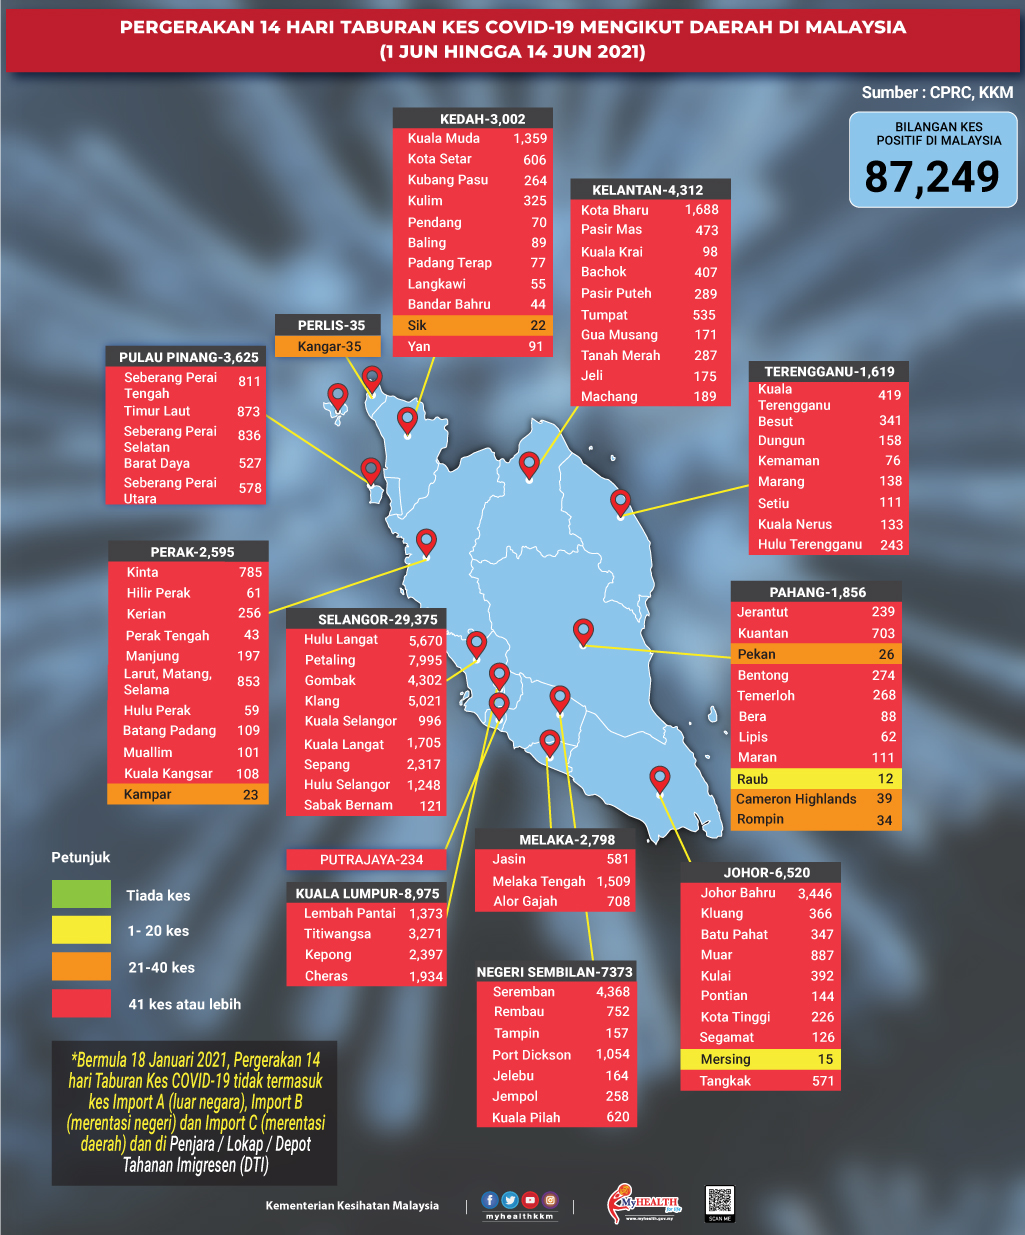 PERGERAKAN 14 HARI TABURAN KES COVID-19 MENGIKUT DAERAH DI MALAYSIA
(1 JUN HINGGA 14 JUN 2021)
Sumber : CPRC, KKM
BILANGAN KES
POSITIF DI MALAYSIA
87,249
KEDAH-3,002
Kuala Muda 1,359
Kota Setar 606
Kubang Pasu 264
Kulim 325
Pendang 70
Baling 89
Padang Terap 77
Langkawi 55
Bandar Bahru 44
Sik 22
Yan 91
KELANTAN-4,312
Kota Bharu 1,688
Pasir Mas 473
Kuala Krai 98
Bachok 407
Pasir Puteh 289
Tumpat 535
Gua Musang 171
Tanah Merah 287
Jeli 175
Machang 189
PERLIS-35
Kangar-35
PULAU PINANG-3,625
Seberang Perai
Tengah 811
Timur Laut 873
Seberang Perai
Selatan 836
Barat Daya 527
Seberang Perai
Utara 578
TERENGGANU-1,619
Kuala
Terengganu 419
Besut 341
Dungun 158
Kemaman 76
Marang 138
Setiu 111
Kuala Nerus 133
Hulu Terengganu 243
PERAK-2,595
Kinta 785
Hilir Perak 61
Kerian 256
Perak Tengah 43
Manjung 197
Larut, Matang,
Selama 853
Hulu Perak 59
Batang Padang 109
Muallim 101
Kuala Kangsar 108
Kampar 23
SELANGOR-29,375
Hulu Langat 5,670
Petaling 7,995
Gombak 4,302
Klang 5,021
Kuala Selangor 996
Kuala Langat 1,705
Sepang 2,317
Hulu Selangor 1,248
Sabak Bernam 121
PAHANG-1,856
Jerantut 239
Kuantan 703
Pekan 26
Bentong 274
Temerloh 268
Bera 88
Lipis 62
Maran 111
Raub 12
Cameron Highlands 39
Rompin 34
PUTRAJAYA-234
KUALA LUMPUR-8,975
Lembah Pantai 1,373
Titiwangsa 3,271
Kepong 2,397
Cheras 1,934
MELAKA-2,798
Jasin 581
Melaka Tengah 1,509
Alor Gajah 708
NEGERI SEMBILAN-7373
Seremban 4,368
Rembau 752
Tampin 157
Port Dickson 1,054
Jelebu 164
Jempol 258
Kuala Pilah 620
JOHOR-6,520
Johor Bahru 3,446
Kluang 366
Batu Pahat 347
Muar 887
Kulai 392
Pontian 144
Kota Tinggi 226
Segamat 126
Mersing 15
Tangkak 571
Petunjuk
Tiada kes
1- 20 kes
21-40 kes
41 kes atau lebih
*Bermula 18 Januari 2021, Pergerakan 14
hari Taburan Kes COVID-19 tidak termasuk
kes Import A (luar negara), Import B
(merentasi negeri) dan Import C (merentasi
daerah) dan di Penjara / Lokap / Depot
Tahanan Imigresen (DTI)
Kementerian Kesihatan Malaysia
myhealthkkm
MyHEALTH
for life
www.myhealth.gov.my
SCAN ME